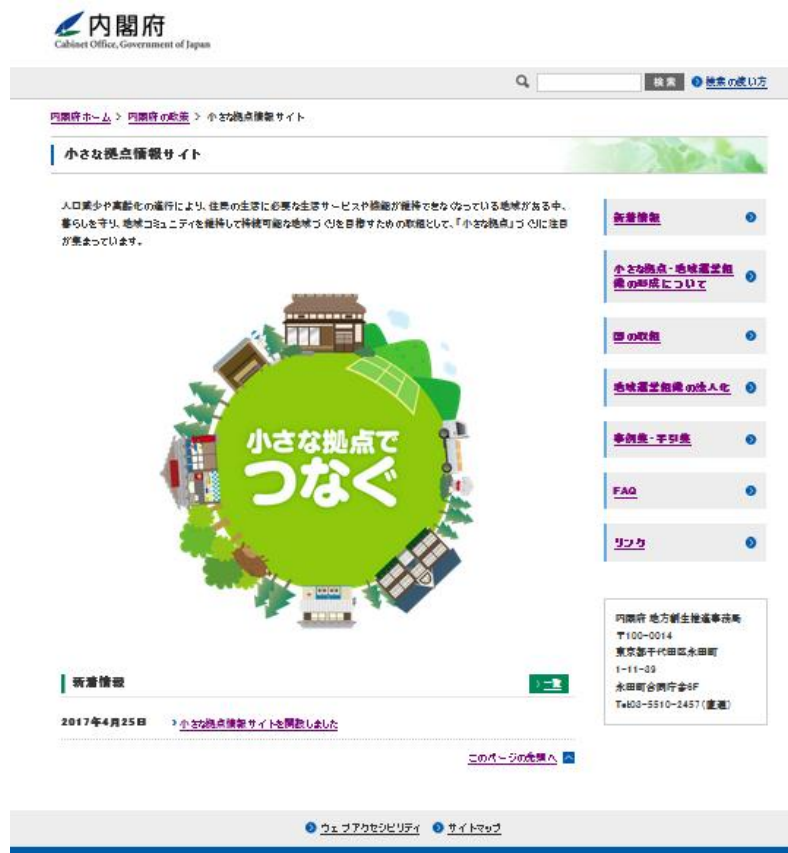 内閣府
Cabinet Office, Government of Japan
検索
検索の使い方
内閣府ホーム > 内閣府の政策 > 小さな拠点情報サイト
小さな拠点情報サイト
人口減少や高齢化の進行により、住民の生活に必要な生活サービスや機能が維持できなくなっている地域がある中、
暮らしを守り、地域コミュニティを維持して持続可能な地域づくりを目指すための取組として、「小さな拠点」づくりに注目
が集まっています。
小さな拠点で
つなぐ
新着情報
一覧
2017年4月25日
小さな拠点情報サイトを開設しました
このページの先頭へ
新着情報
小さな拠点・地域運営組
織の形成について
国の取組
地域運営組織の法人化
事例集・手引集
FAQ
リンク
内閣府 地方創生推進事務局
〒100-0014
東京都千代田区永田町
1-11-39
永田町合同庁舎6F
Tel03-5510-2457(直通)
ウェブアクセシビリティ
サイトマップ